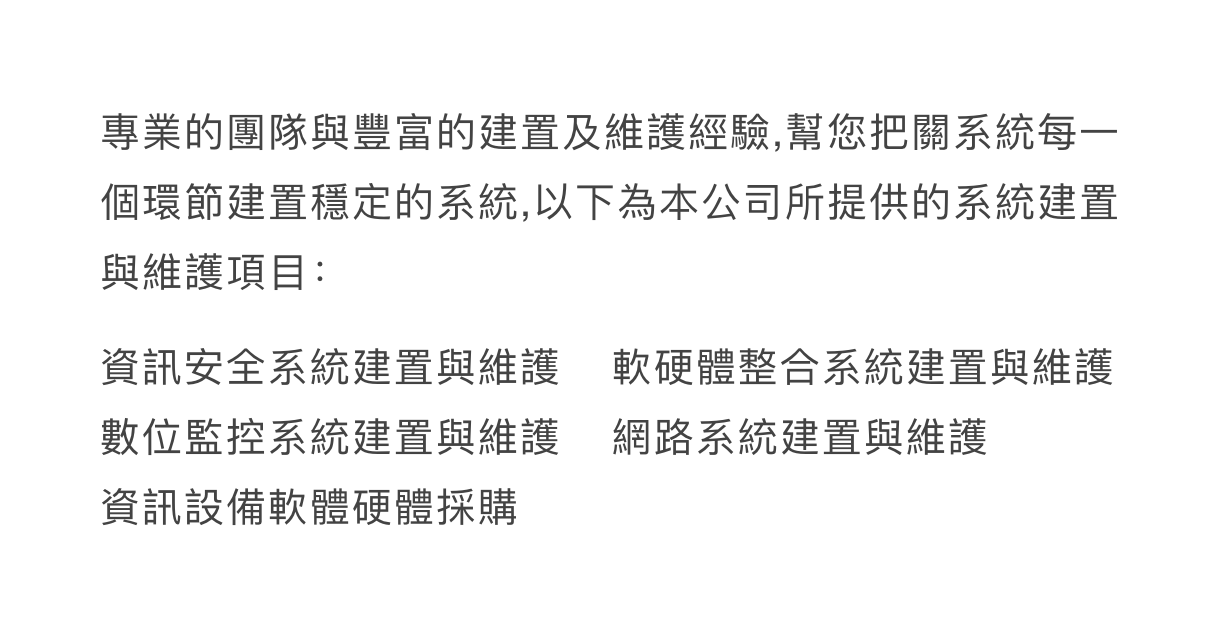 專業的團隊與豐富的建置及維護經驗,幫您把關系統每一
個環節建置穩定的系統,以下為本公司所提供的系統建置
與維護項目:
資訊安全系統建置與維護　軟硬體整合系統建置與維護
數位監控系統建置與維護　網路系統建置與維護
資訊設備軟體硬體採購